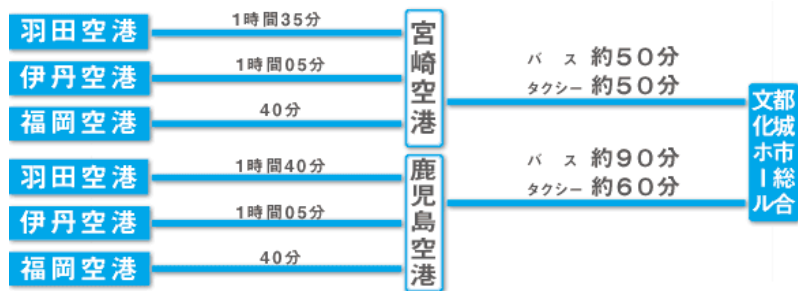 羽田空港 1時間35分
伊丹空港 1時間05分
福岡空港 40分
宮崎空港
バス 約50分
タクシー 約50分
羽田空港 1時間40分
伊丹空港 1時間05分
福岡空港 40分
鹿児島空港
バス 約90分
タクシー 約60分
都城市総合
文化ホール